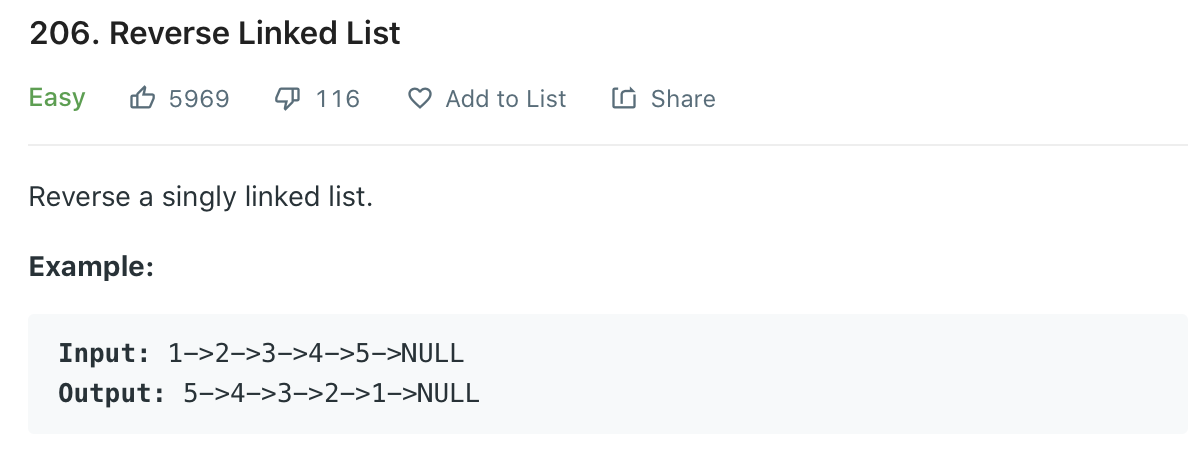 206. Reverse Linked List
Easy 5969 116 Add to List Share
Reverse a singly linked list.
Example:
Input: 1->2->3->4->5->NULL
Output: 5->4->3->2->1->NULL